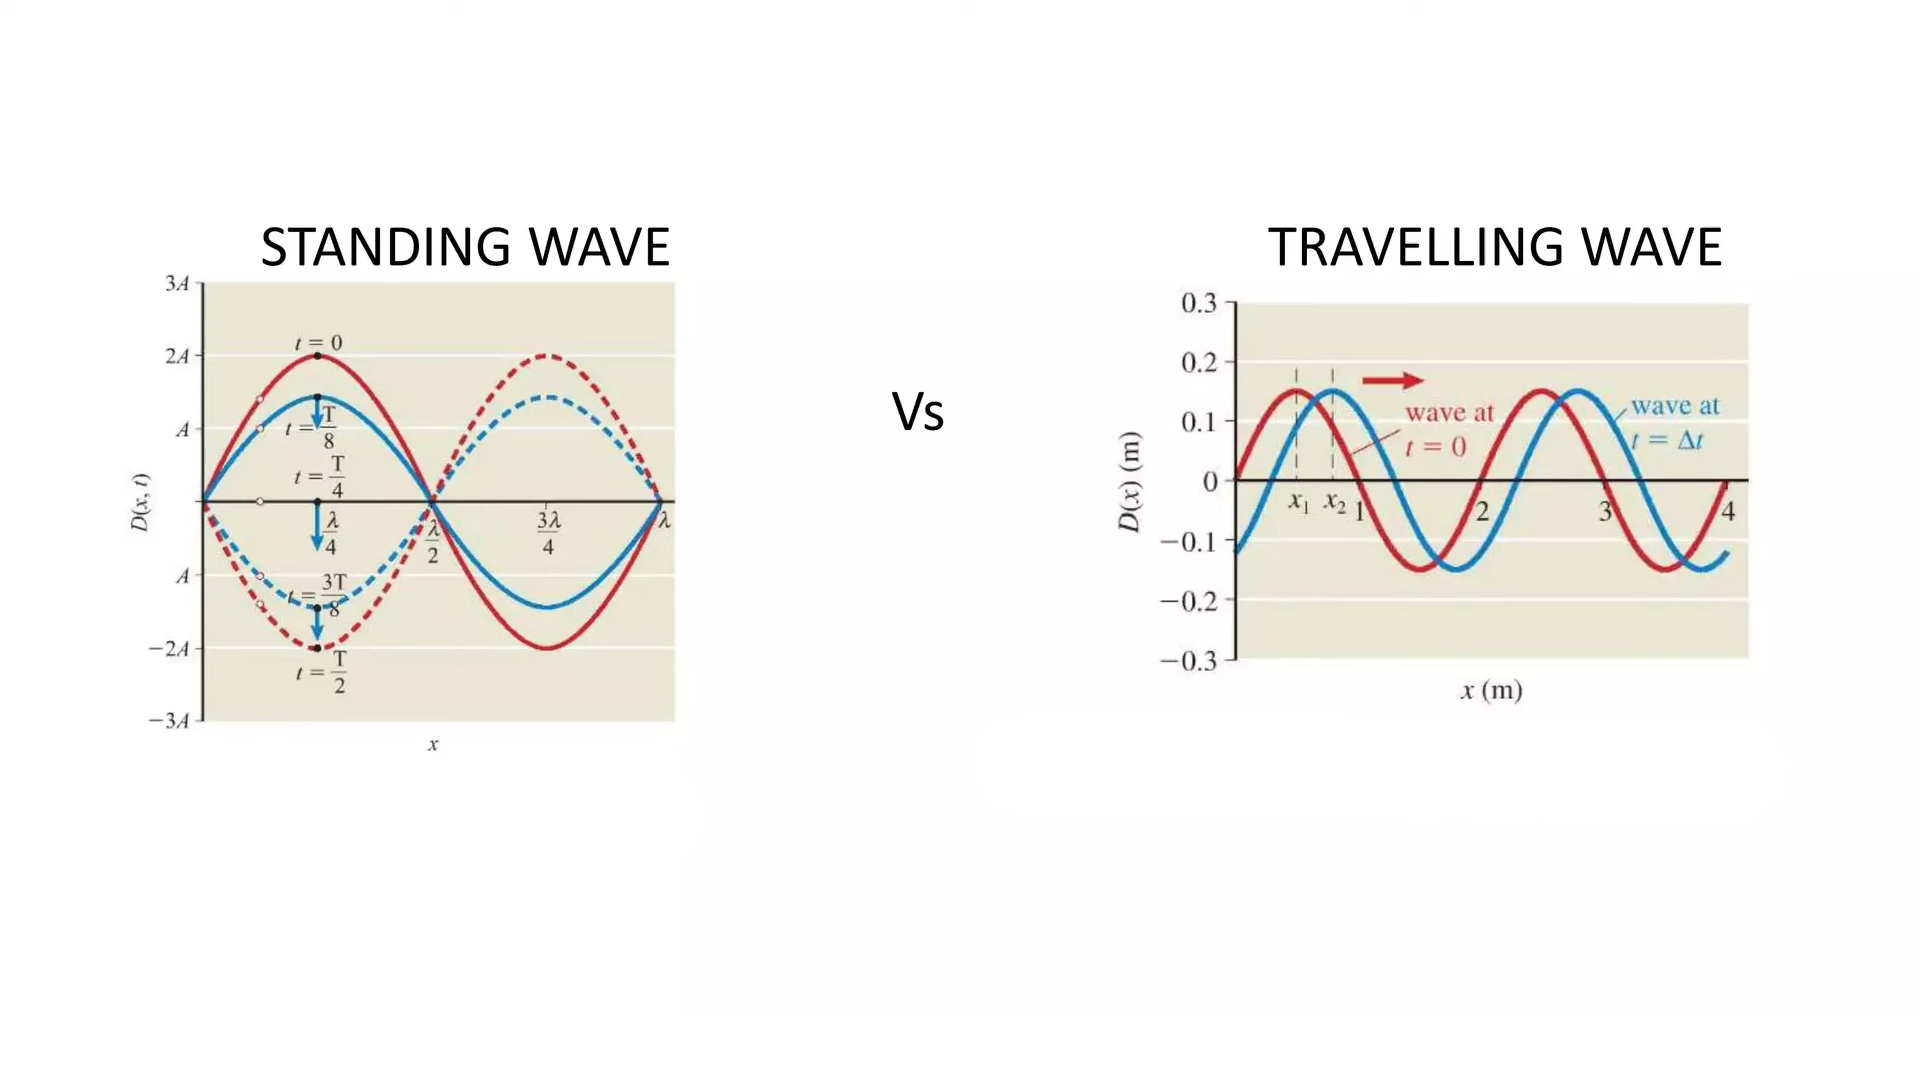 STANDING WAVE
3A
2A
A
A
−2A
−3A
D(x, t)
t = 0
t = T/8
t = T/4
λ/4
λ/2
3λ/4
λ
t = 3T/8
t = T/2
x
Vs
TRAVELLING WAVE
0.3
0.2
0.1
0
−0.1
−0.2
−0.3
D(x) (m)
wave at
t = 0
wave at
t = Δt
x₁ x₂ 1 2 3 4
x (m)